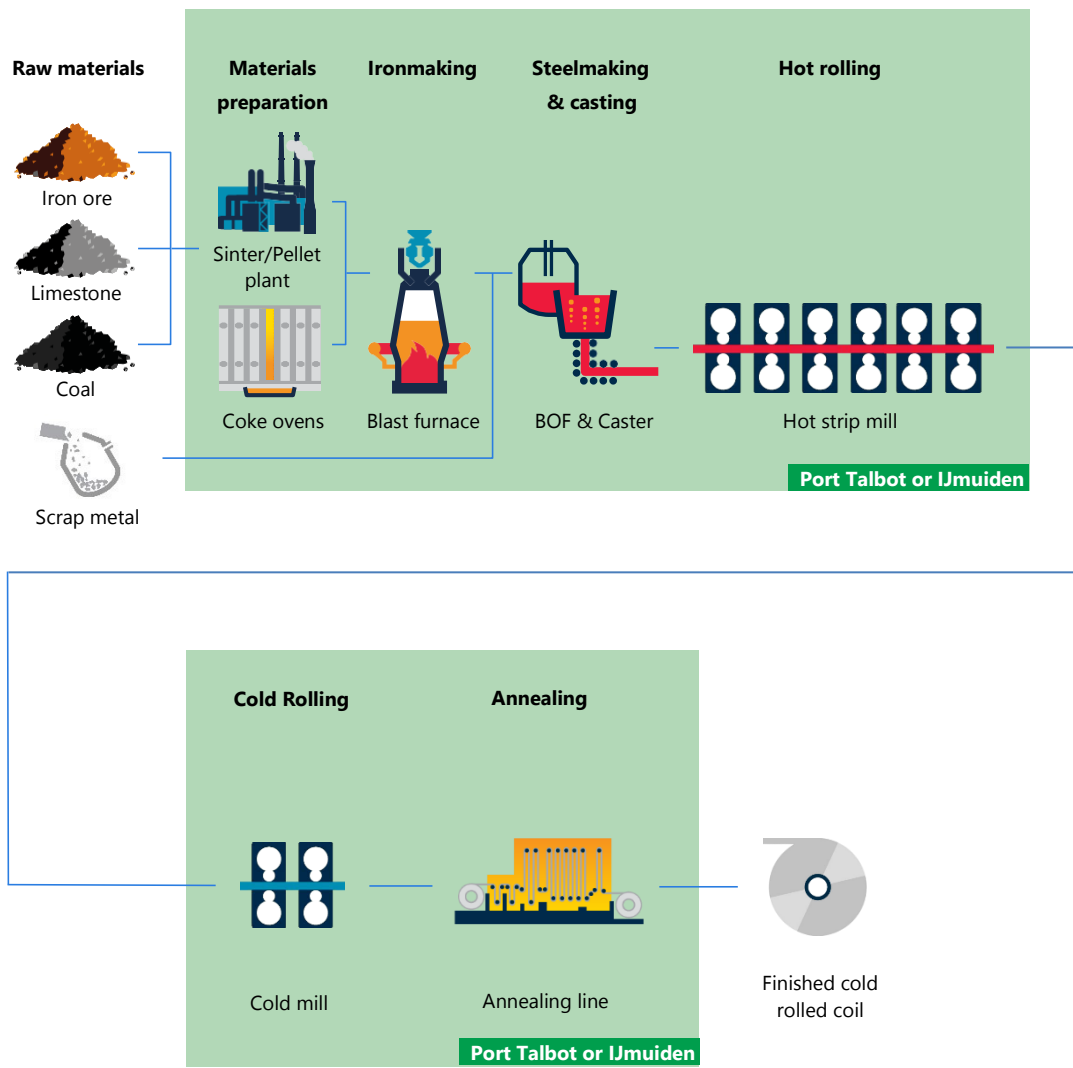 Raw materials
Materials
preparation
Ironmaking
Steelmaking
& casting
Hot rolling
Iron ore
Limestone
Coal
Scrap metal
Sinter/Pellet
plant
Coke ovens
Blast furnace
BOF & Caster
Hot strip mill
Port Talbot or IJmuiden
Cold Rolling
Annealing
Cold mill
Annealing line
Finished cold
rolled coil
Port Talbot or IJmuiden